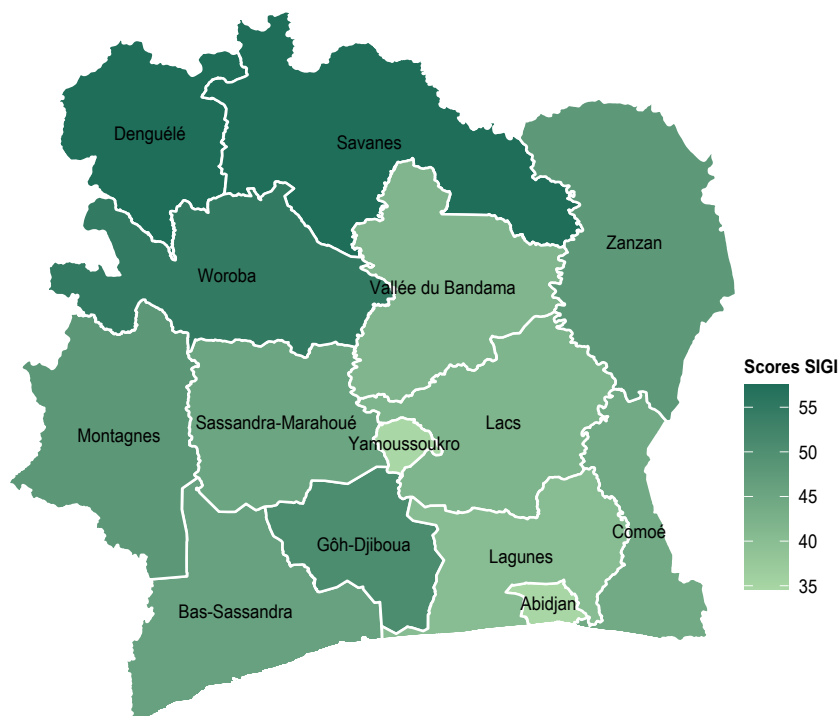 Denguélé
Savanes
Zanzan
Woroba
Vallée du Bandama
Scores SIGI
55
50
45
40
35
Sassandra-Marahoué
Lacs
Montagnes
Yamoussoukro
Comoé
Gôh-Djiboua
Lagunes
Abidjan
Bas-Sassandra